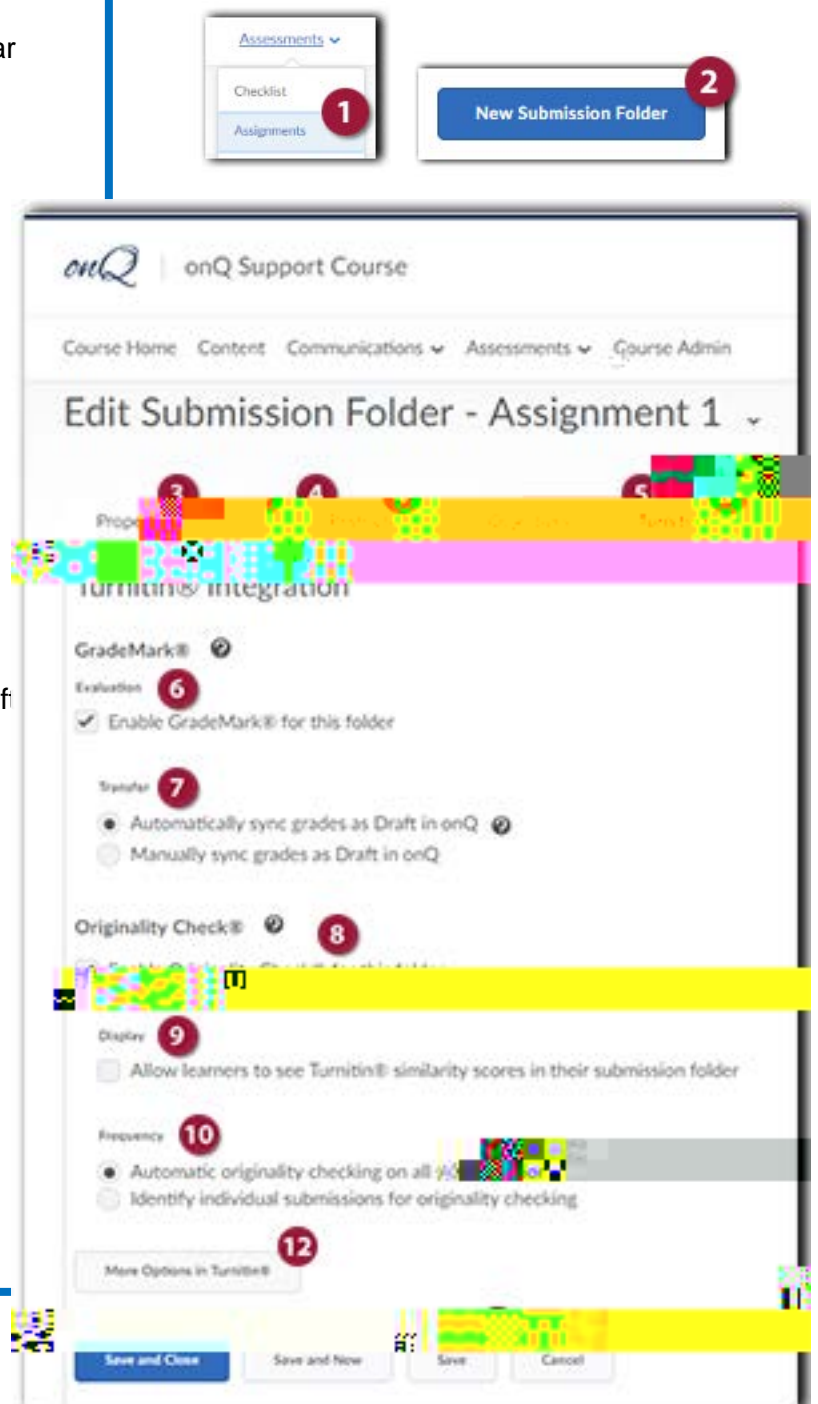 ar
Assessments
Checklist
1
Assignments
2
New Submission Folder
onQ onQ Support Course
Course Home Content Communications Assessments Course Admin
Edit Submission Folder - Assignment 1
3 4 5
Turnitin® Integration
GradeMark®
Evaluation 6
Enable GradeMark® for this folder
Transfer 7
Automatically sync grades as Draft in onQ
Manually sync grades as Draft in onQ
Originality Check® 8
Display 9
Allow learners to see Turnitin® similarity scores in their submission folder
Frequency 10
Automatic originality checking on all
Identify individual submissions for originality checking
12
More Options in Turnitin®
Save and Close Save and New Save Cancel